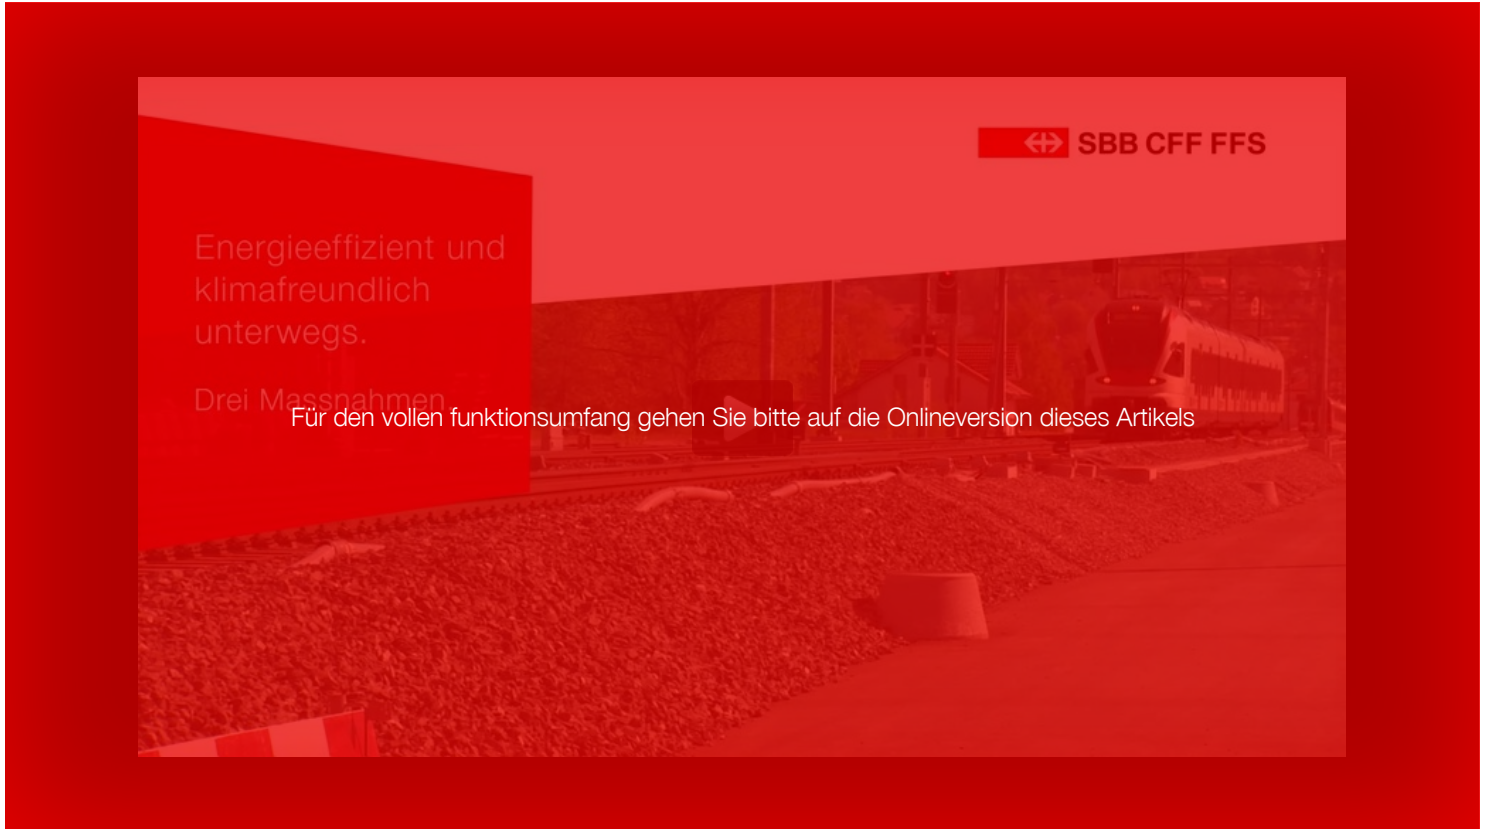 SBB CFF FFS
Energieeffizient und
klimafreundlich
unterwegs.
Drei Massnahmen
Für den vollen funktionsumfang gehen Sie bitte auf die Onlineversion dieses Artikels